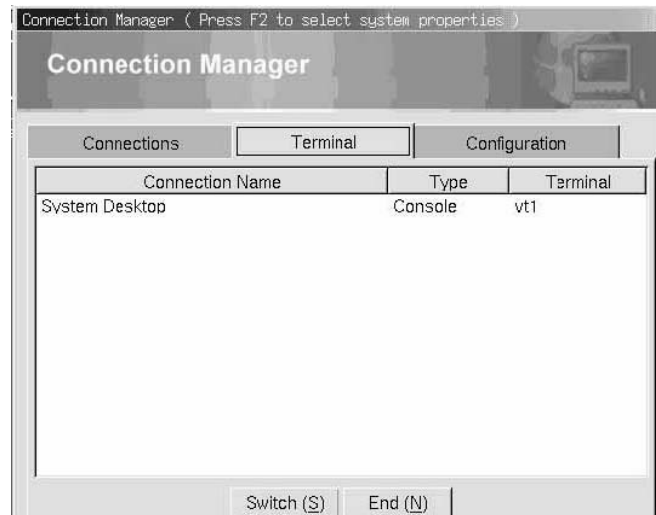 Connection Manager ( Press F2 to select system properties )
Connection Manager
Connections Terminal Configuration
Connection Name Type Terminal
System Desktop Console vt1
Switch (S) End (N)